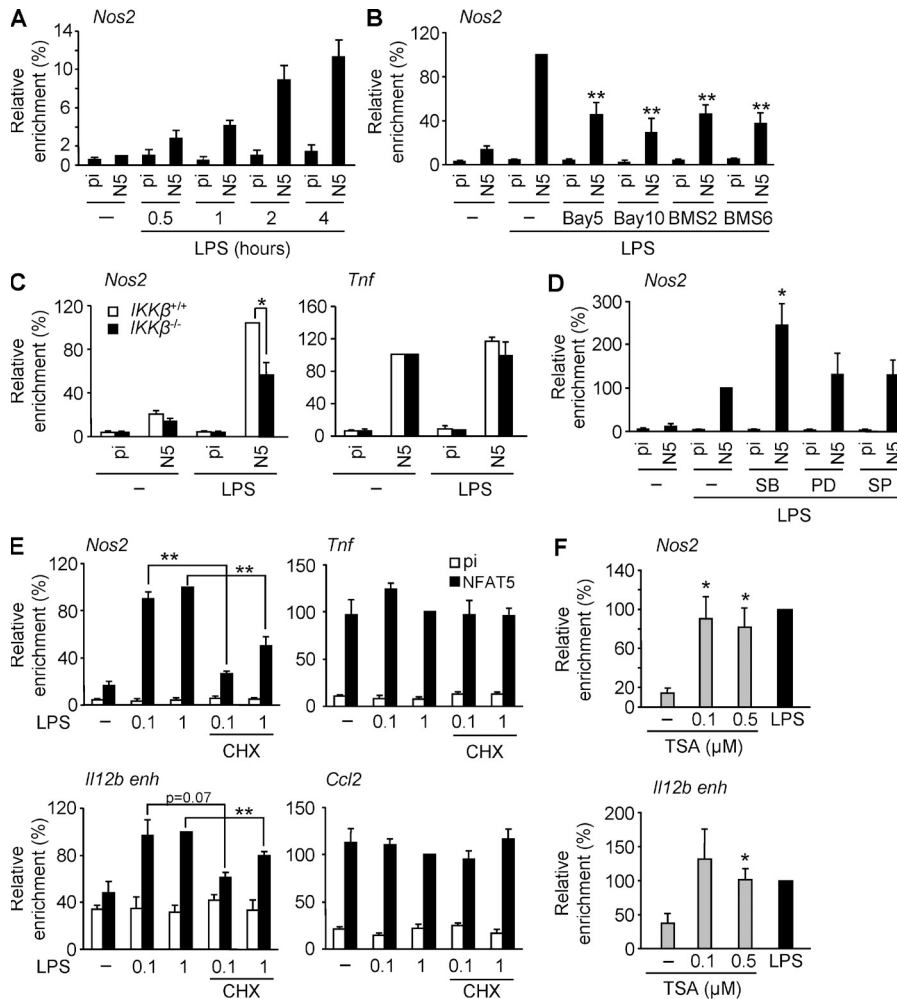 A
Nos2
Relative enrichment (%)
14
12
8
4
2
0
pi N5 pi N5 pi N5 pi N5 pi N5
– 0.5 1 2 4
LPS (hours)
B
Nos2
Relative enrichment (%)
120
80
40
0
** ** ** **
pi N5 pi N5 pi N5 pi N5 pi N5 pi N5
– – Bay5 Bay10 BMS2 BMS6
LPS
C
Nos2
IKKβ+/+
IKKβ-/-
Relative enrichment (%)
120
80
40
0
*
pi N5 pi N5
– LPS
Tnf
160
120
80
40
0
pi N5 pi N5
– LPS
D
Nos2
Relative enrichment (%)
300
200
100
0
*
pi N5 pi N5 pi N5 pi N5 pi N5
– – SB PD SP
LPS
E
Nos2
Relative enrichment (%)
120
80
40
0
** **
LPS – 0.1 1 0.1 1
CHX
Tnf
pi
NFAT5
150
100
50
0
– 0.1 1 0.1 1
CHX
Il12b enh
Relative enrichment (%)
120
80
40
0
p=0.07
**
LPS – 0.1 1 0.1 1
CHX
Ccl2
150
100
50
0
– 0.1 1 0.1 1
CHX
F
Nos2
Relative enrichment (%)
140
100
60
20
0
* *
– 0.1 0.5 LPS
TSA (µM)
Il12b enh
Relative enrichment (%)
200
150
100
50
0
*
– 0.1 0.5 LPS
TSA (µM)